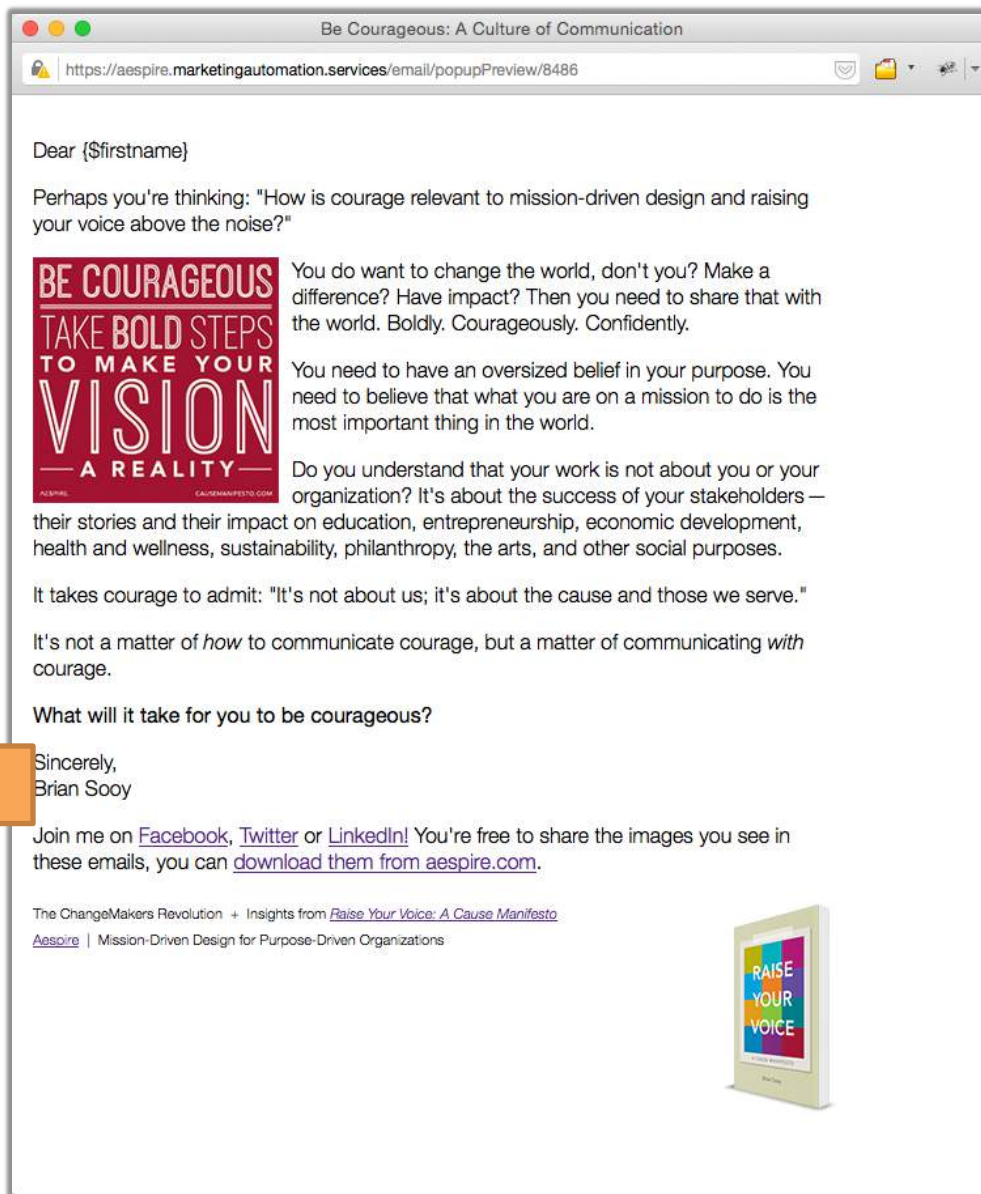 Be Courageous: A Culture of Communication
https://aespire.marketingautomation.services/email/popupPreview/8486
Dear {$firstname}
Perhaps you're thinking: "How is courage relevant to mission-driven design and raising
your voice above the noise?"
BE COURAGEOUS
TAKE BOLD STEPS
TO MAKE YOUR
VISION
A REALITY
AESPIRE. CAUSEMANIFESTO.COM
You do want to change the world, don't you? Make a
difference? Have impact? Then you need to share that with
the world. Boldly. Courageously. Confidently.
You need to have an oversized belief in your purpose. You
need to believe that what you are on a mission to do is the
most important thing in the world.
Do you understand that your work is not about you or your
organization? It's about the success of your stakeholders —
their stories and their impact on education, entrepreneurship, economic development,
health and wellness, sustainability, philanthropy, the arts, and other social purposes.
It takes courage to admit: "It's not about us; it's about the cause and those we serve."
It's not a matter of how to communicate courage, but a matter of communicating with
courage.
What will it take for you to be courageous?
Sincerely,
Brian Sooy
Join me on Facebook, Twitter or LinkedIn! You're free to share the images you see in
these emails, you can download them from aespire.com.
The ChangeMakers Revolution + Insights from Raise Your Voice: A Cause Manifesto
Aespire | Mission-Driven Design for Purpose-Driven Organizations
RAISE
YOUR
VOICE
A CAUSE MANIFESTO
Brian Sooy